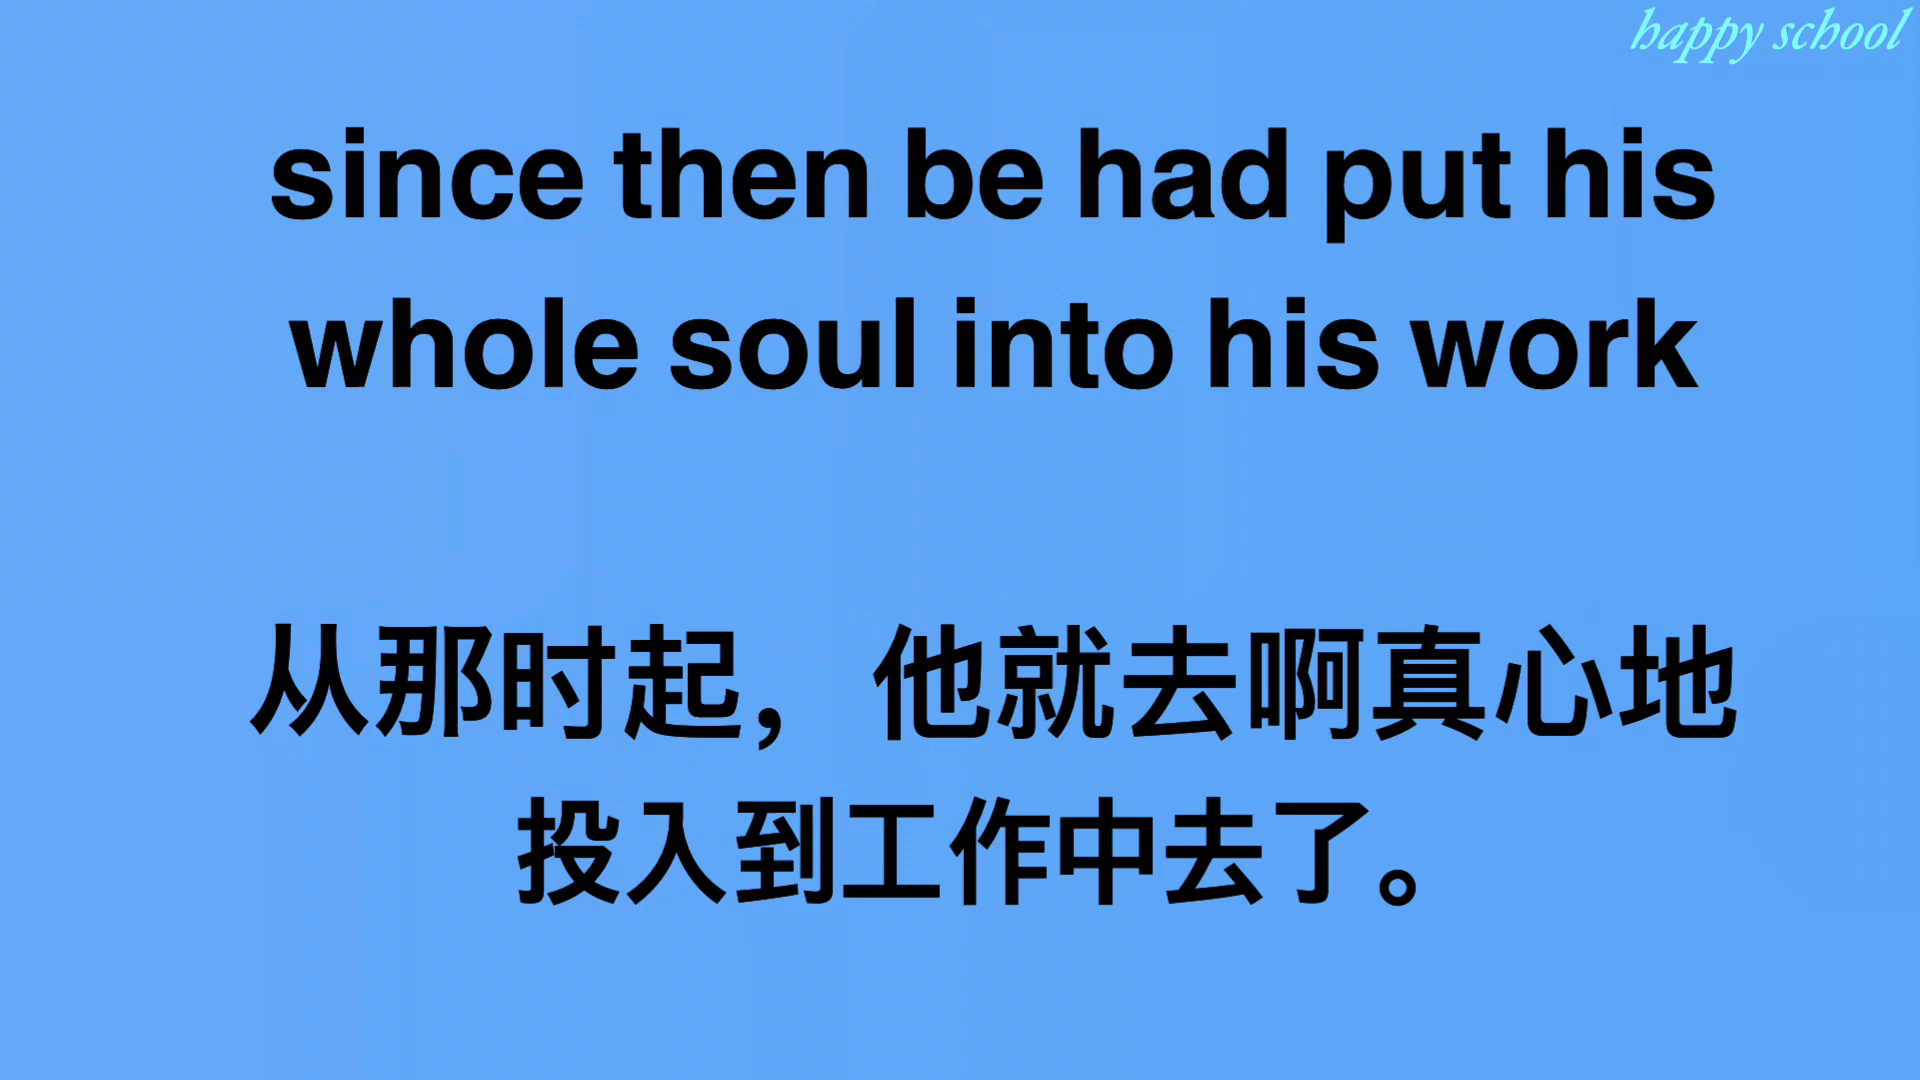 happy school
since then be had put his
whole soul into his work
从那时起，他就去啊真心地
投入到工作中去了。